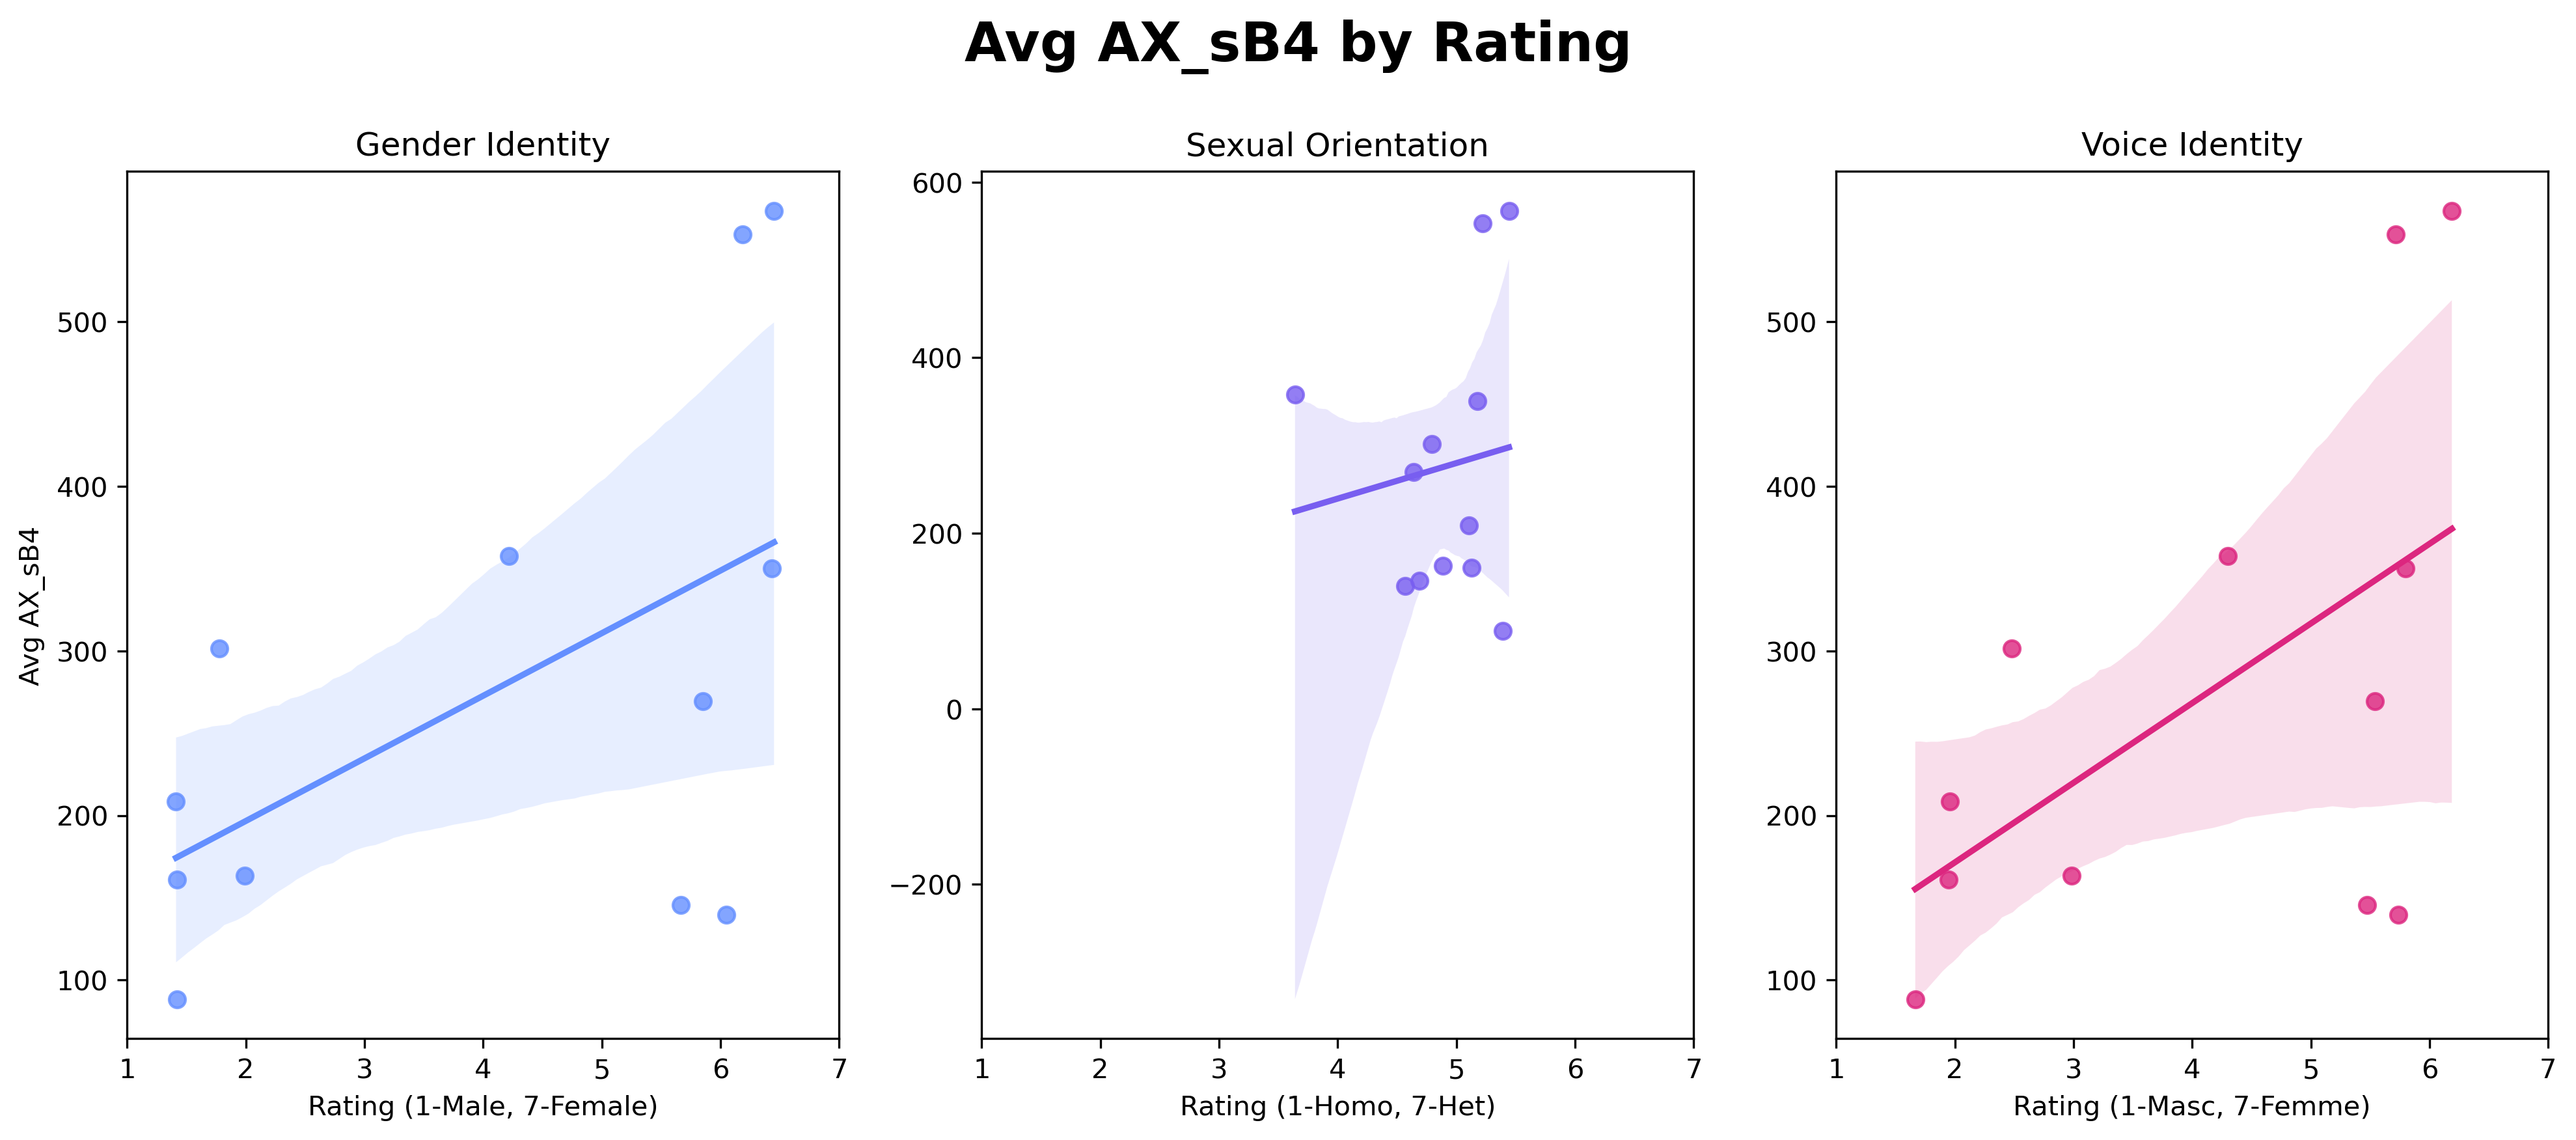 Avg AX_sB4 by Rating
Gender Identity
Avg AX_sB4
500
400
300
200
100
1 2 3 4 5 6 7
Rating (1-Male, 7-Female)
Sexual Orientation
600
400
200
0
−200
1 2 3 4 5 6 7
Rating (1-Homo, 7-Het)
Voice Identity
500
400
300
200
100
1 2 3 4 5 6 7
Rating (1-Masc, 7-Femme)